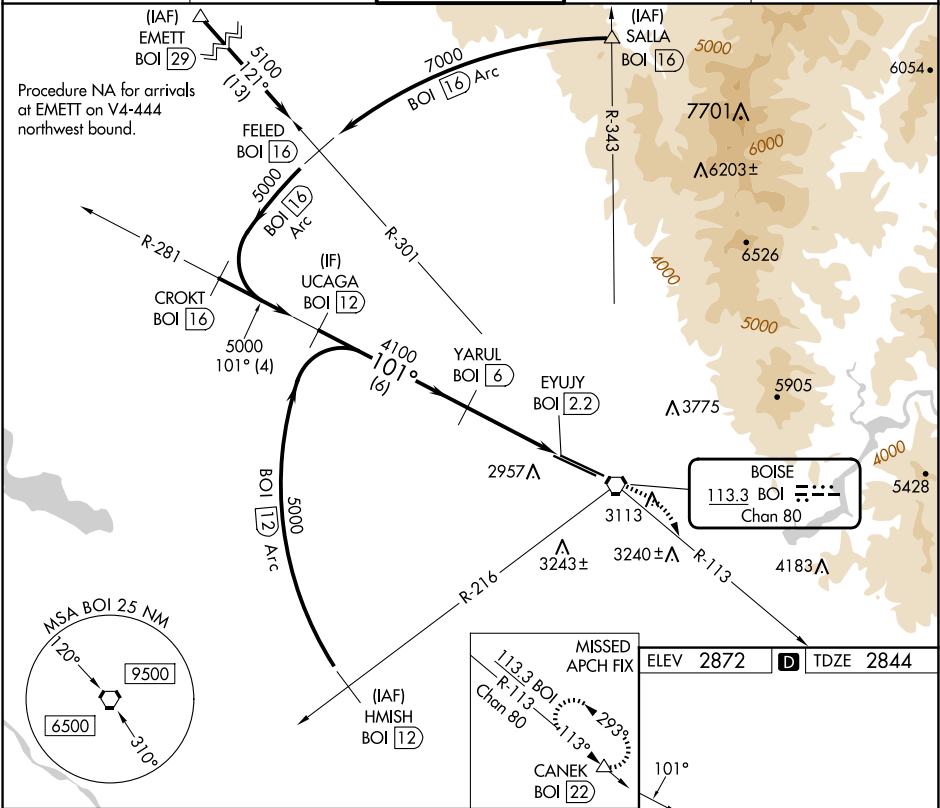 (IAF)
EMETT
BOI 29
5100
121°
(13)
Procedure NA for arrivals
at EMETT on V4-444
northwest bound.
(IAF)
SALLA
BOI 16
7000
BOI 16 Arc
R-343
5000
6054
7701
6000
6203±
6526
4000
5000
5905
FELED
BOI 16
5000
BOI 16
Arc
R-301
R-281
CROKT
BOI 16
5000
101° (4)
(IF)
UCAGA
BOI 12
4100
101°
(6)
YARUL
BOI 6
EYUJY
BOI 2.2
3775
2957
3113
BOISE
113.3 BOI
Chan 80
4000
5428
3243±
3240±
4183
R-113
R-216
5000
BOI 12 Arc
(IAF)
HMISH
BOI 12
MSA BOI 25 NM
120°
9500
6500
310°
MISSED
APCH FIX
113.3 BOI
R-113
Chan 80
113°
293°
CANEK
BOI 22
ELEV 2872
D
TDZE 2844
101°